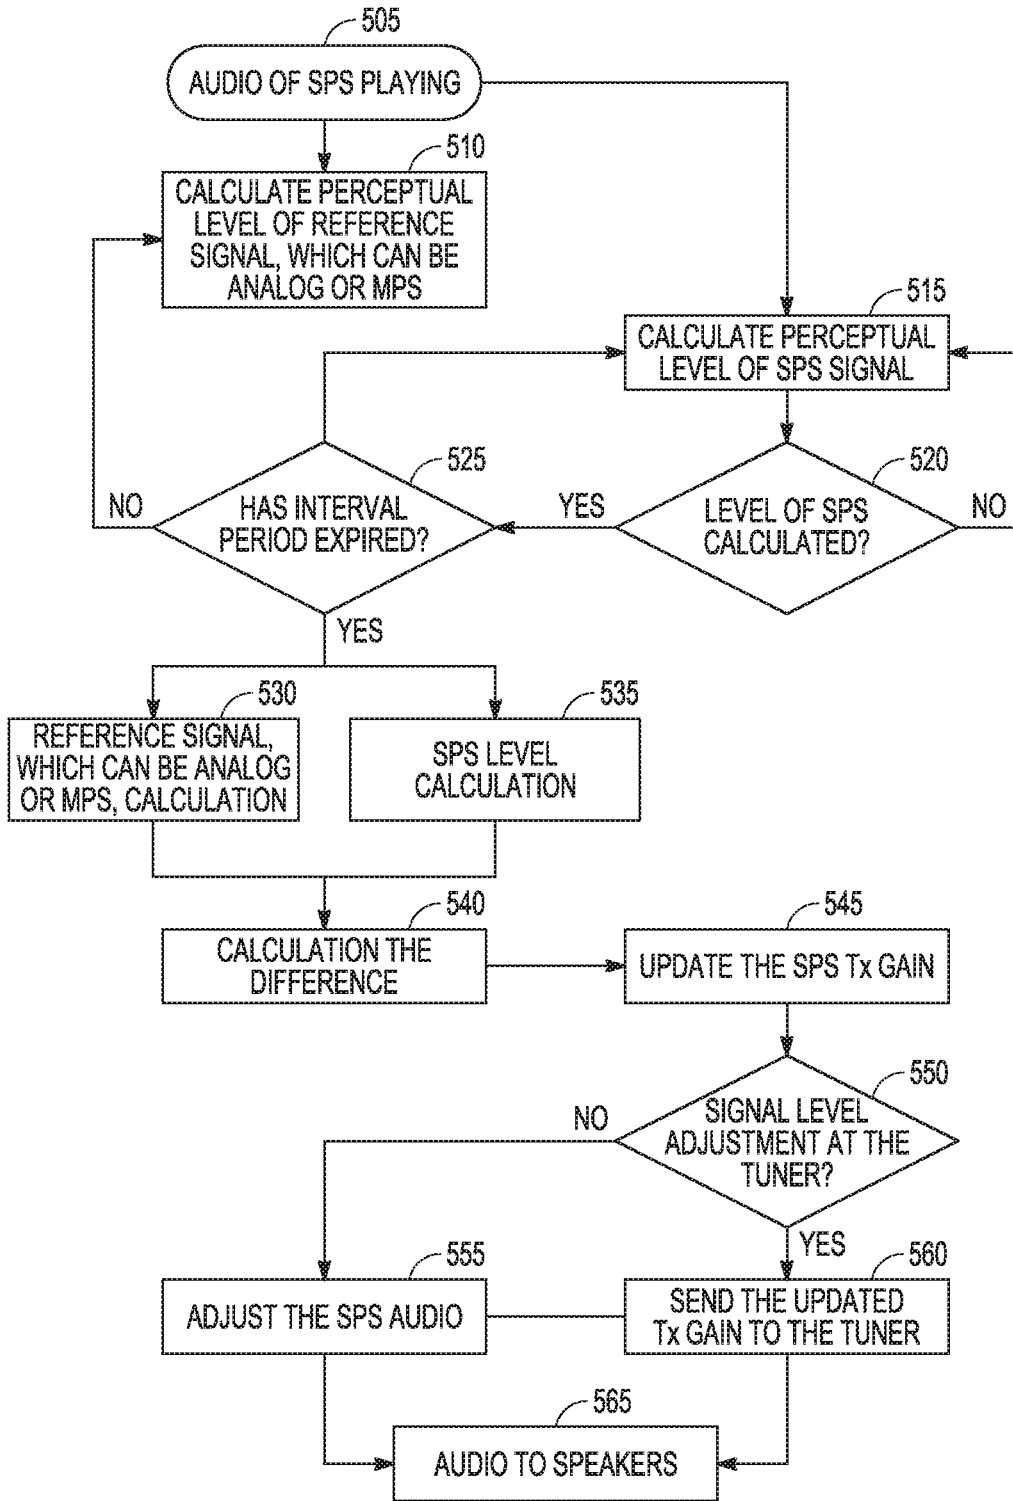 505
AUDIO OF SPS PLAYING
510
CALCULATE PERCEPTUAL
LEVEL OF REFERENCE
SIGNAL, WHICH CAN BE
ANALOG OR MPS
515
CALCULATE PERCEPTUAL
LEVEL OF SPS SIGNAL
520
LEVEL OF SPS
CALCULATED?
NO
YES
525
HAS INTERVAL
PERIOD EXPIRED?
NO
YES
530
REFERENCE SIGNAL,
WHICH CAN BE ANALOG
OR MPS, CALCULATION
535
SPS LEVEL
CALCULATION
540
CALCULATION THE
DIFFERENCE
545
UPDATE THE SPS Tx GAIN
550
SIGNAL LEVEL
ADJUSTMENT AT THE
TUNER?
NO
YES
555
ADJUST THE SPS AUDIO
560
SEND THE UPDATED
Tx GAIN TO THE TUNER
565
AUDIO TO SPEAKERS